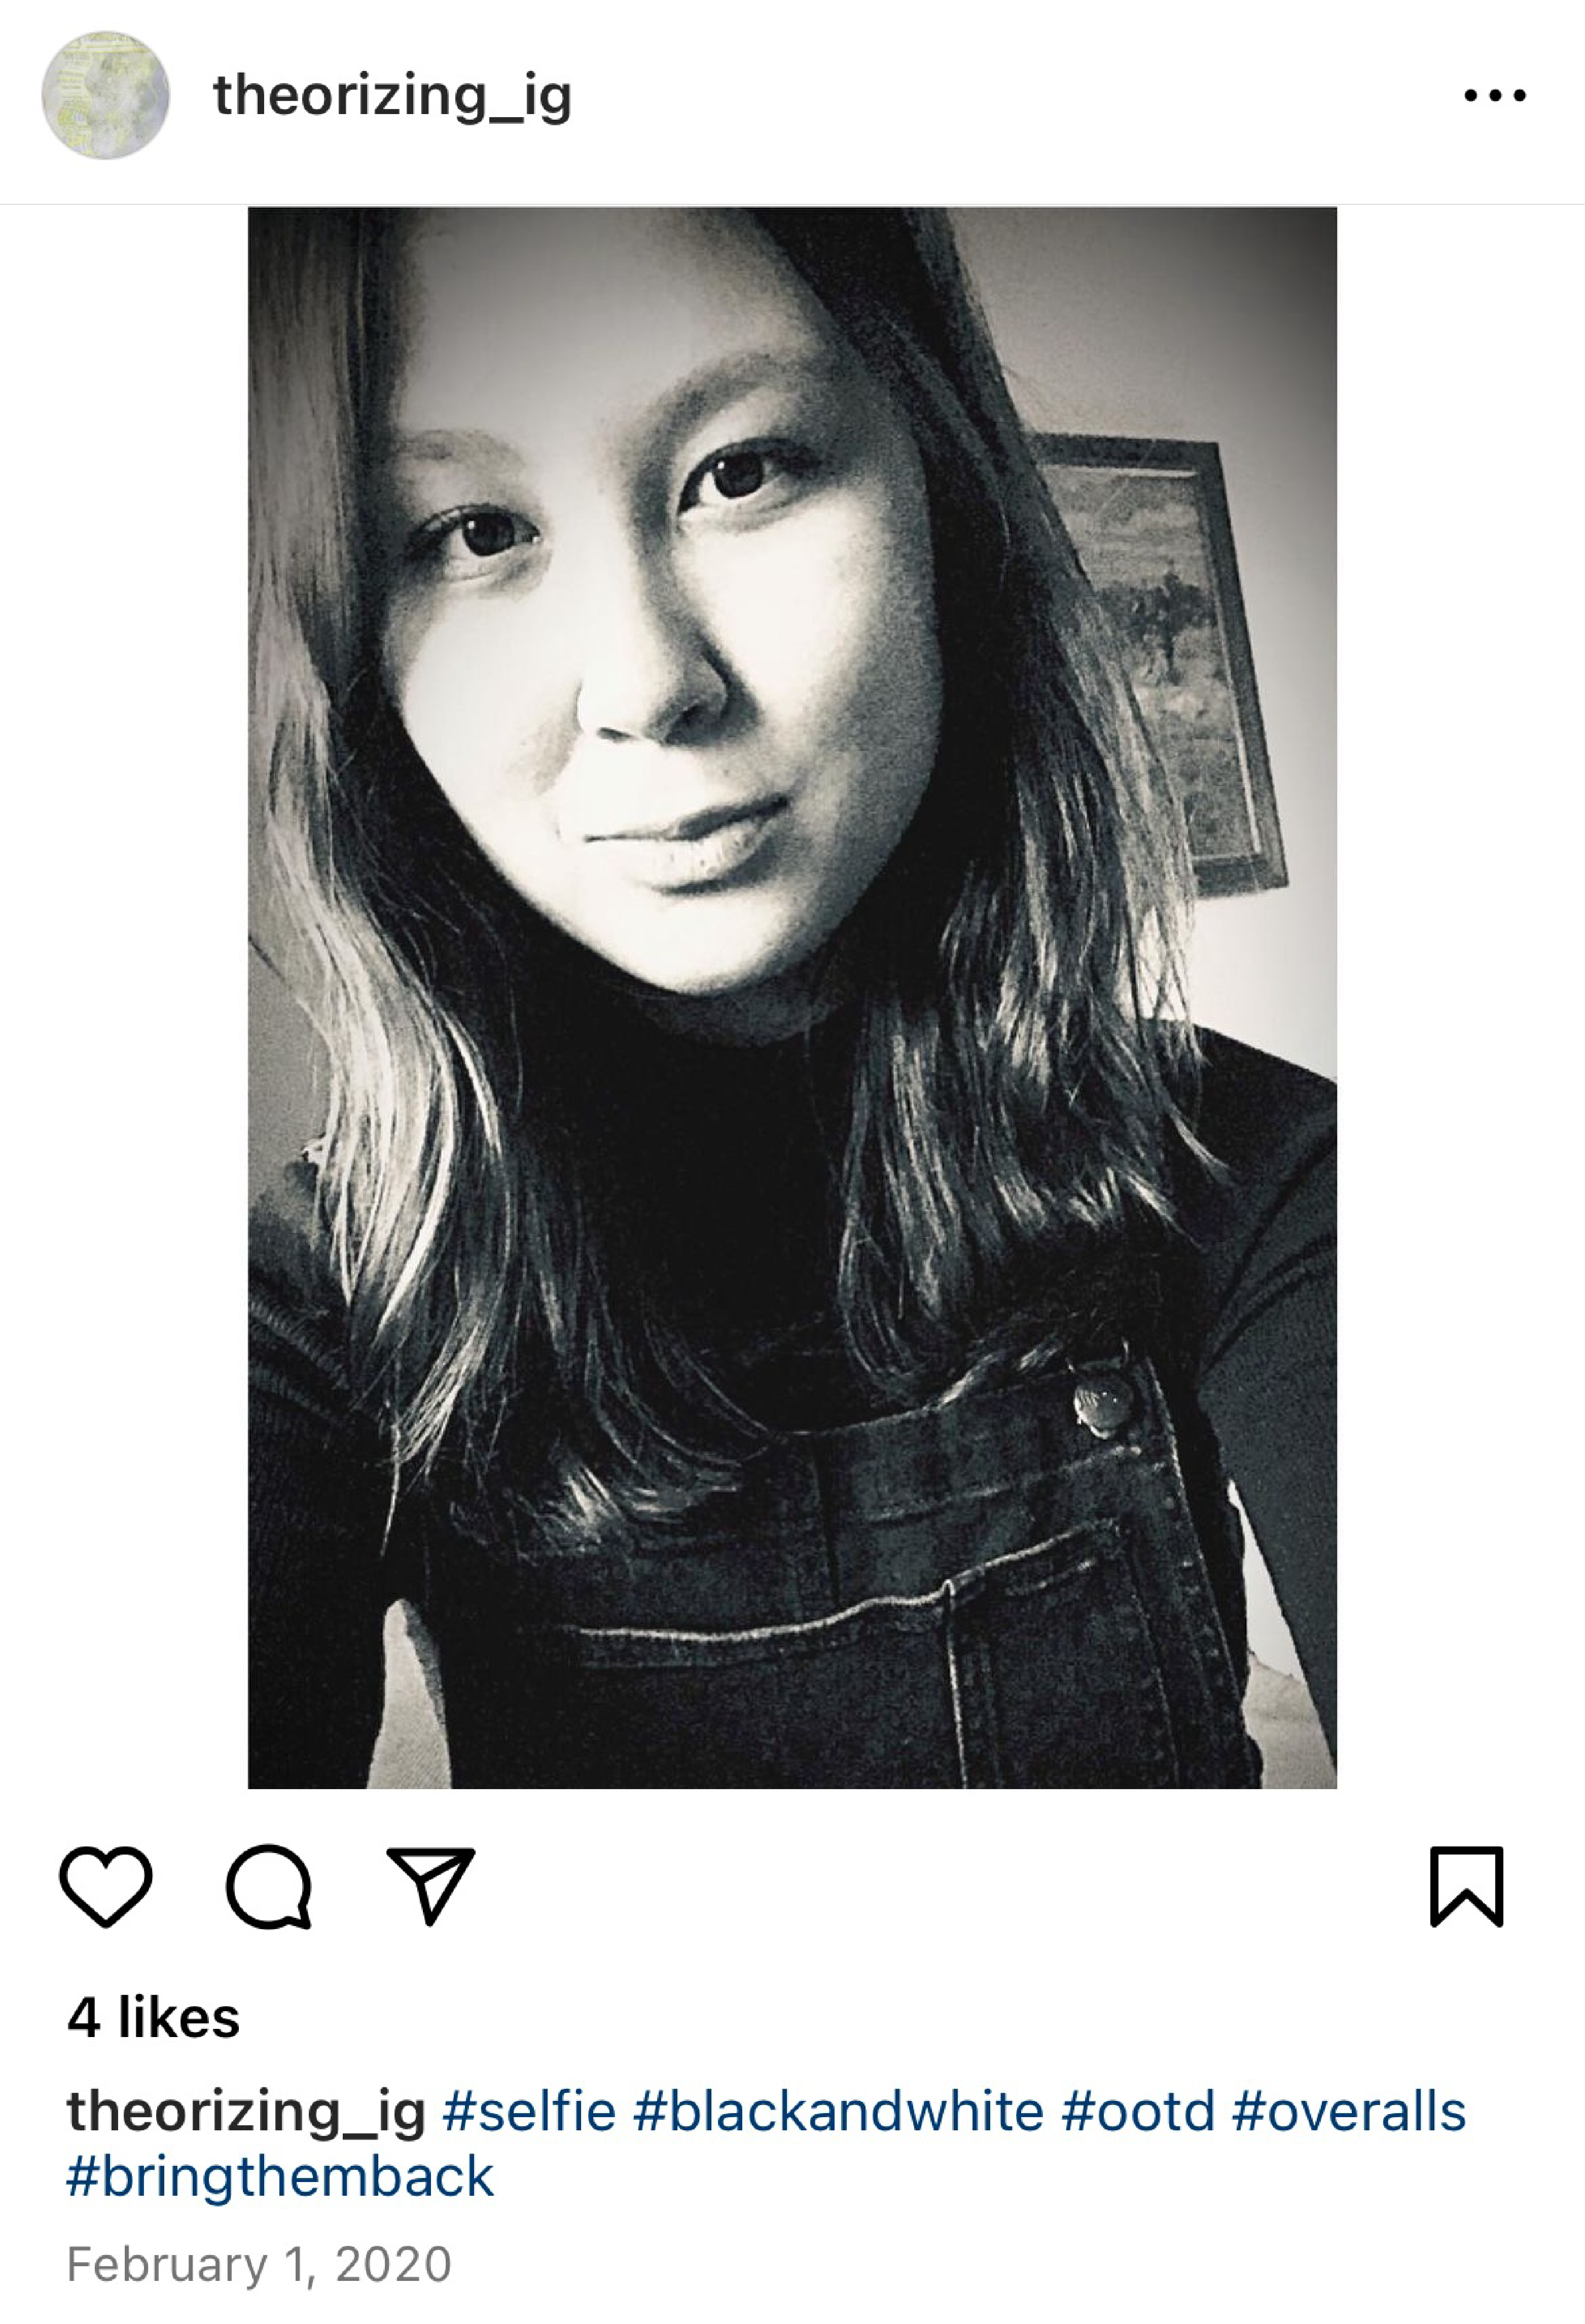 theorizing_ig
4 likes
theorizing_ig #selfie #blackandwhite #ootd #overalls
#bringthemback
February 1, 2020